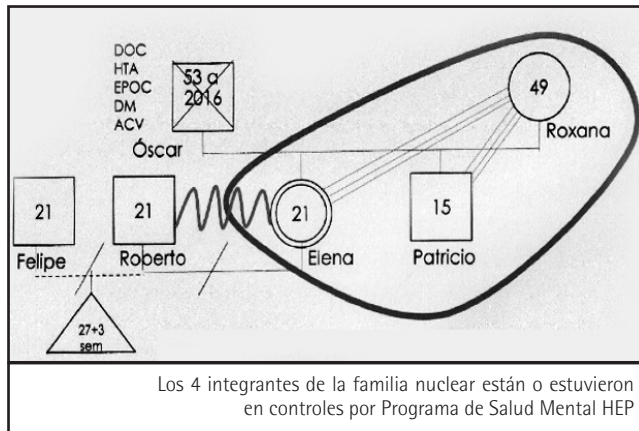 DOC
HTA
EPOC
DM
ACV
53 a
2016
Óscar
49
Roxana
21
Felipe
21
Roberto
21
Elena
15
Patricio
27+3
sem
Los 4 integrantes de la familia nuclear están o estuvieron
en controles por Programa de Salud Mental HEP